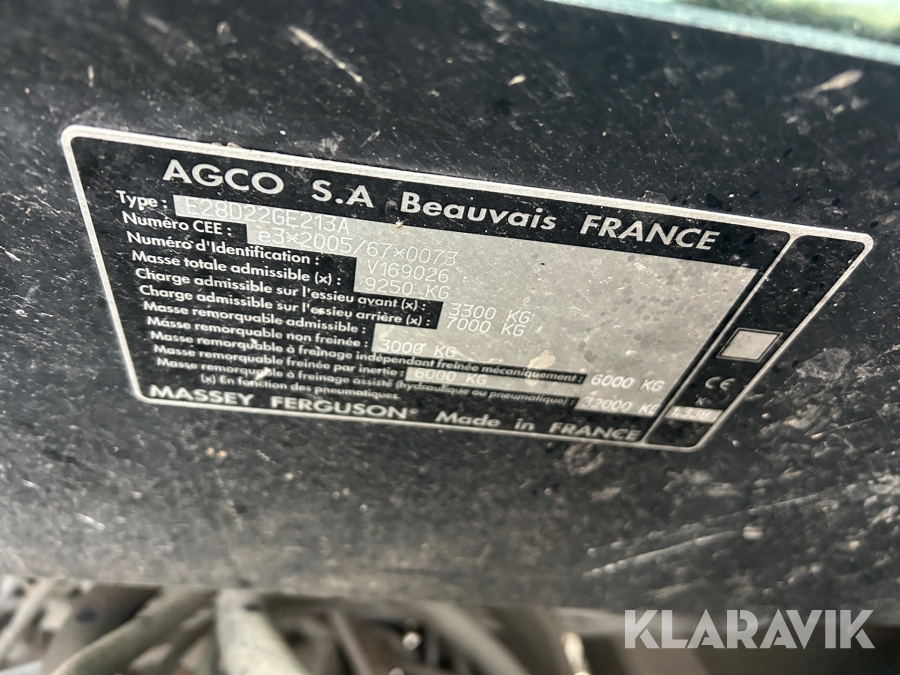 AGCO S.A Beauvais FRANCE
Type : E28D22GE213A
Numéro CEE : e3*2005/67*0073
Numéro d'Identification : V169026
Masse totale admissible (x) : 9250 KG
Charge admissible sur l'essieu avant (x) : 3300 KG
Charge admissible sur l'essieu arrière (x) : 7000 KG
Masse remorquable admissible :
Masse remorquable non freinée : 3000 KG
Masse remorquable à freinage indépendant freinée mécaniquement : 6000 KG
Masse remorquable freinée par inertie : 6000 KG
Masse remorquable à freinage assisté (hydraulique ou pneumatique) : 32000 KG
(x) En fonction des pneumatiques.
MASSEY FERGUSON® Made in FRANCE
CE
K
1.338
KLARAVIK